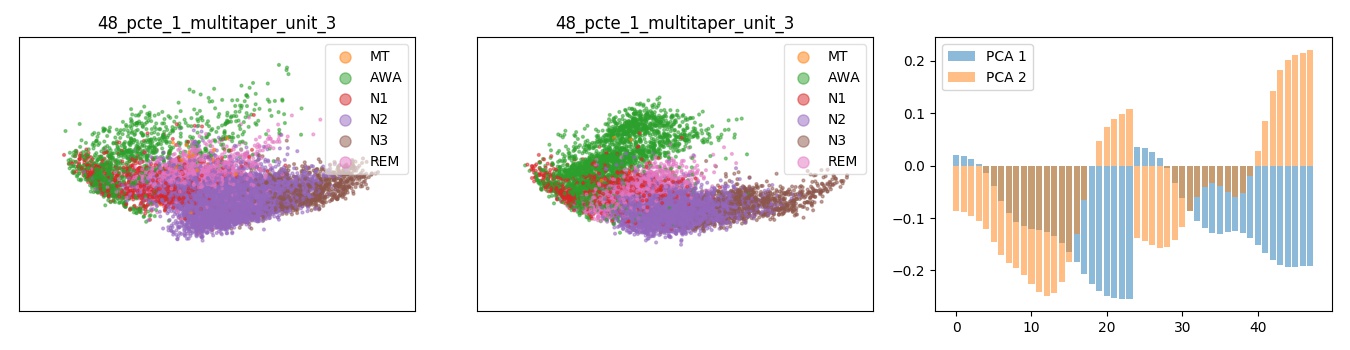 48_pcte_1_multitaper_unit_3
MT
AWA
N1
N2
N3
REM
48_pcte_1_multitaper_unit_3
MT
AWA
N1
N2
N3
REM
PCA 1
PCA 2
0.2
0.1
0.0
−0.1
−0.2
0 10 20 30 40